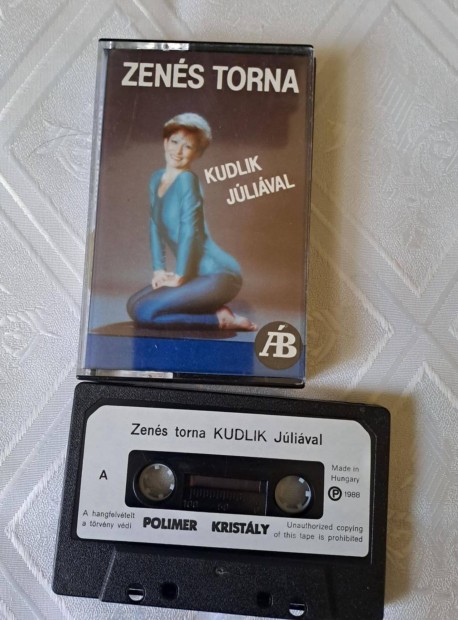 ZENÉS TORNA
KUDLIK
JÚLIÁVAL
ÁB
Zenés torna KUDLIK Júliával
A
Made in
Hungary
Ⓟ 1988
A hangfelvételt
a törvény védi
POLIMER KRISTÁLY
Unauthorized copying
of this tape is prohibited